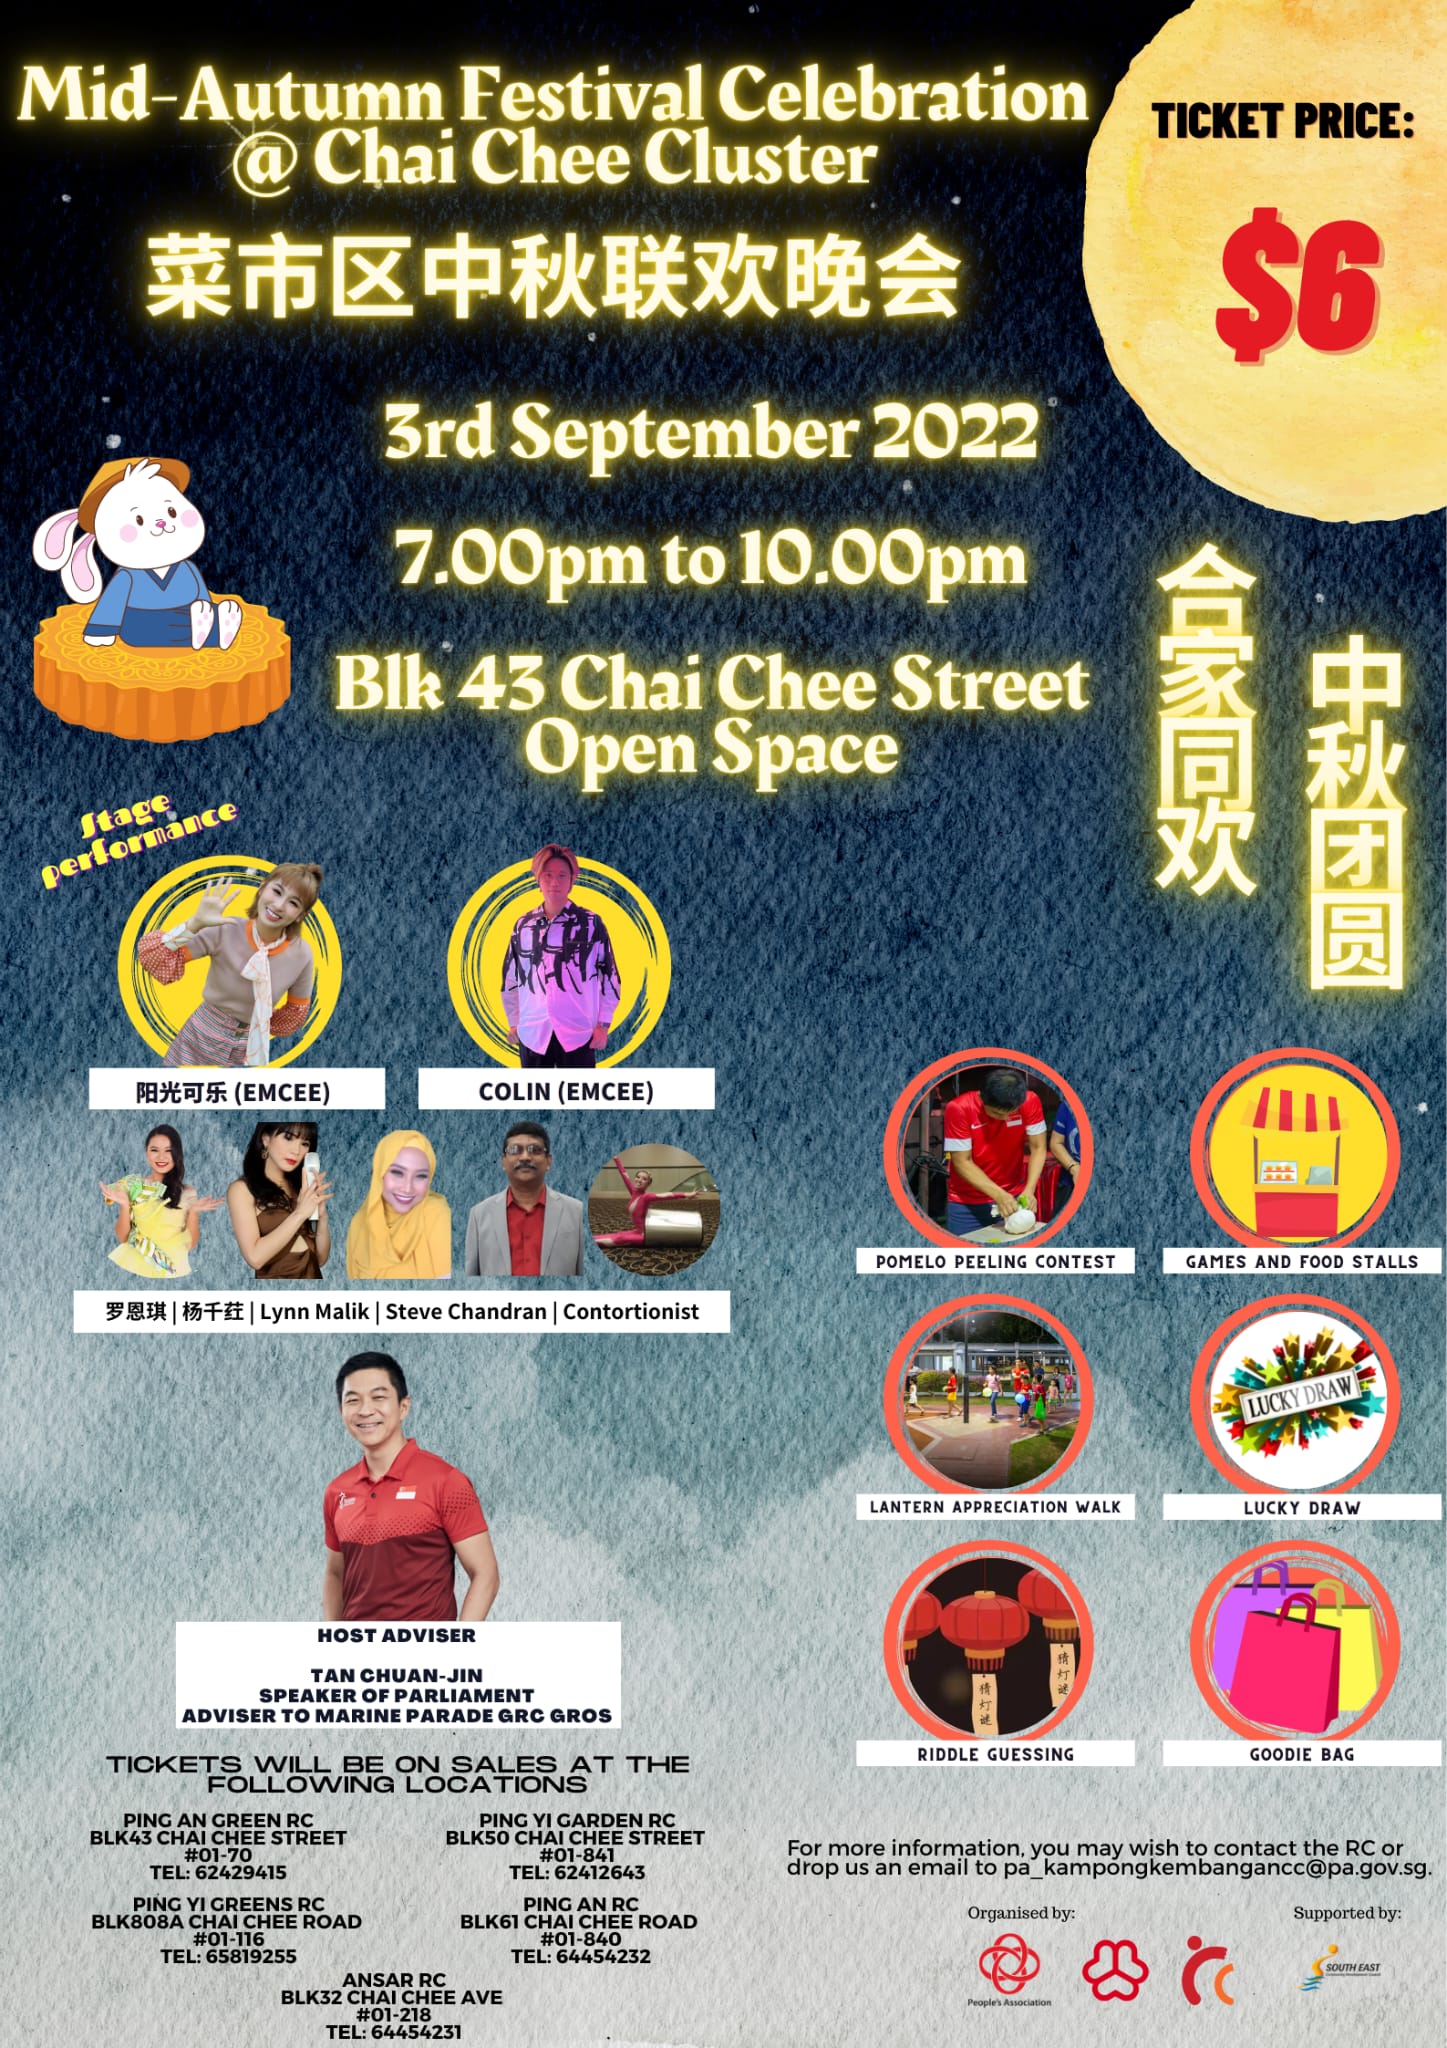 Mid-Autumn Festival Celebration
@ Chai Chee Cluster
菜市区中秋联欢晚会
TICKET PRICE:
$6
3rd September 2022
7.00pm to 10.00pm
Blk 43 Chai Chee Street
Open Space
中秋团圆
合家同欢
Stage
performance
阳光可乐 (EMCEE)
COLIN (EMCEE)
罗恩琪 | 杨千荭 | Lynn Malik | Steve Chandran | Contortionist
POMELO PEELING CONTEST
GAMES AND FOOD STALLS
LANTERN APPRECIATION WALK
LUCKY DRAW
LUCKY DRAW
猜灯谜
猜灯谜
RIDDLE GUESSING
GOODIE BAG
HOST ADVISER
TAN CHUAN-JIN
SPEAKER OF PARLIAMENT
ADVISER TO MARINE PARADE GRC GROS
TICKETS WILL BE ON SALES AT THE
FOLLOWING LOCATIONS
PING AN GREEN RC
BLK43 CHAI CHEE STREET
#01-70
TEL: 62429415
PING YI GARDEN RC
BLK50 CHAI CHEE STREET
#01-841
TEL: 62412643
PING YI GREENS RC
BLK808A CHAI CHEE ROAD
#01-116
TEL: 65819255
PING AN RC
BLK61 CHAI CHEE ROAD
#01-840
TEL: 64454232
ANSAR RC
BLK32 CHAI CHEE AVE
#01-218
TEL: 64454231
For more information, you may wish to contact the RC or
drop us an email to pa_kampongkembangancc@pa.gov.sg.
Organised by:
People's Association
Supported by:
SOUTH EAST